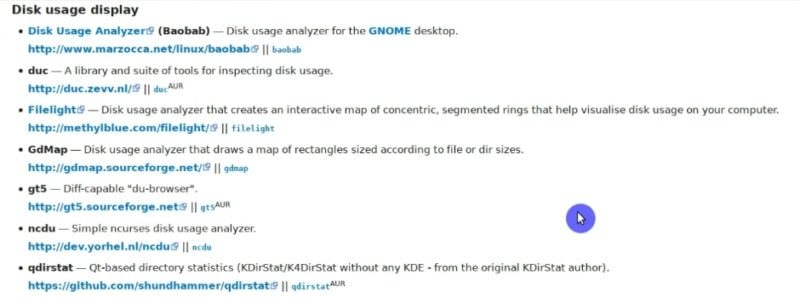 Disk usage display
• Disk Usage Analyzer (Baobab) — Disk usage analyzer for the GNOME desktop.
http://www.marzocca.net/linux/baobab || baobab
• duc — A library and suite of tools for inspecting disk usage.
http://duc.zevv.nl/ || duc AUR
• Filelight — Disk usage analyzer that creates an interactive map of concentric, segmented rings that help visualise disk usage on your computer.
http://methylblue.com/filelight/ || filelight
• GdMap — Disk usage analyzer that draws a map of rectangles sized according to file or dir sizes.
http://gdmap.sourceforge.net/ || gdmap
• gt5 — Diff-capable "du-browser".
http://gt5.sourceforge.net || gt5 AUR
• ncdu — Simple ncurses disk usage analyzer.
http://dev.yorhel.nl/ncdu || ncdu
• qdirstat — Qt-based directory statistics (KDirStat/K4DirStat without any KDE - from the original KDirStat author).
https://github.com/shundhammer/qdirstat || qdirstat AUR